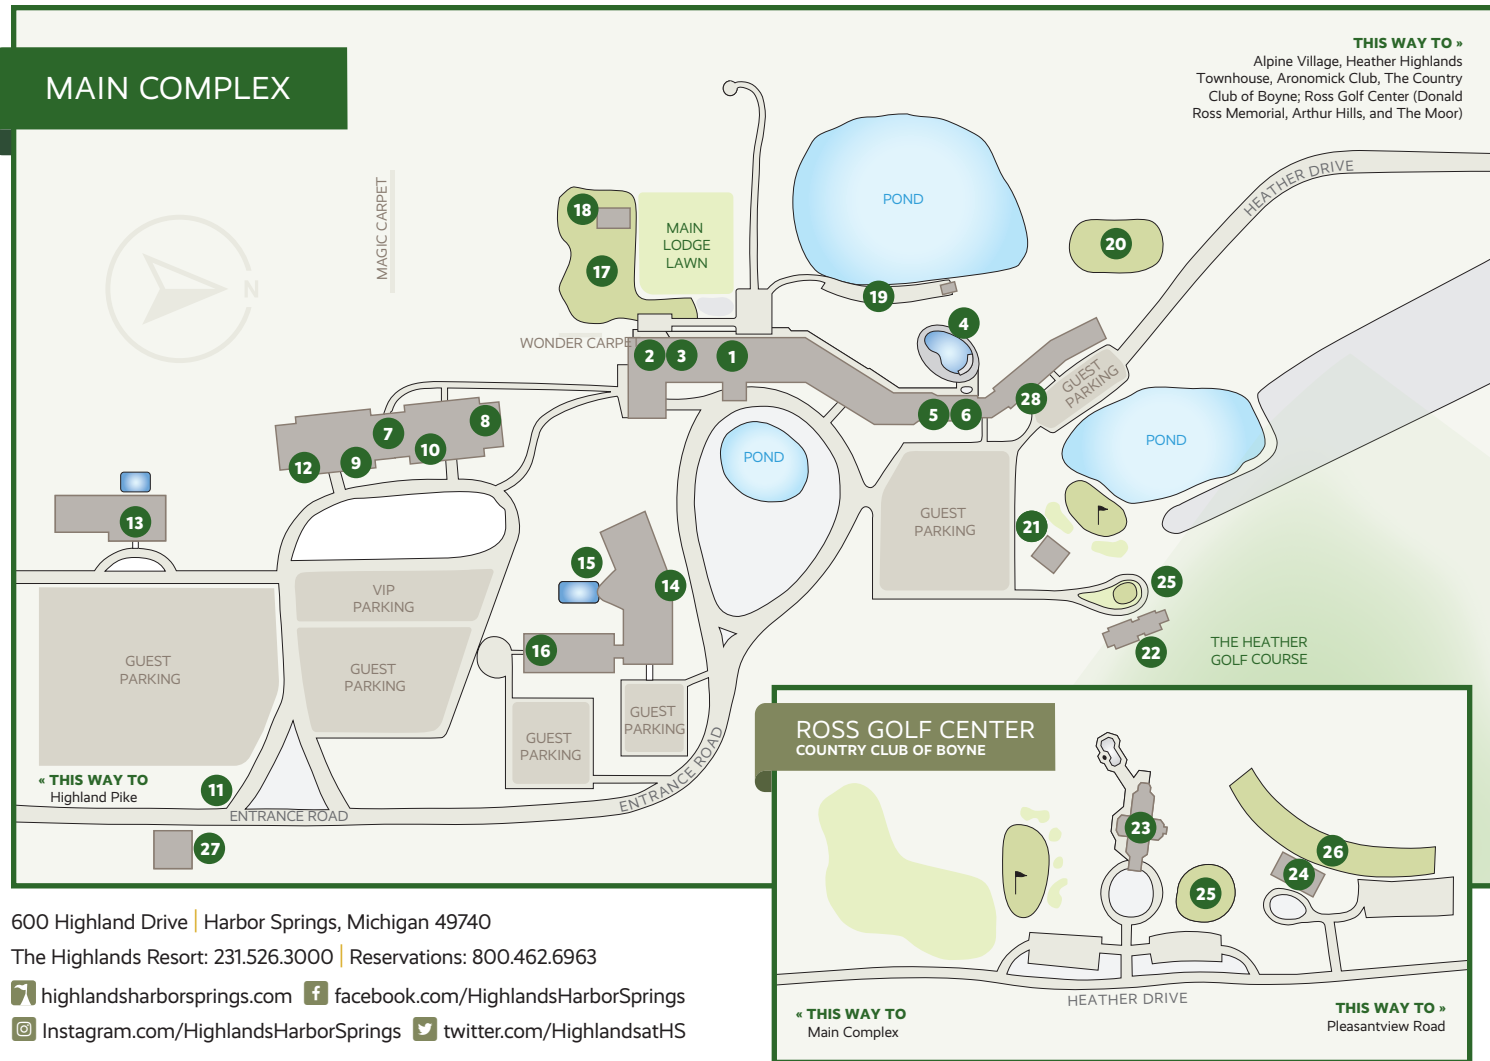 MAIN COMPLEX
THIS WAY TO »
Alpine Village, Heather Highlands
Townhouse, Aronomick Club, The Country
Club of Boyne; Ross Golf Center (Donald
Ross Memorial, Arthur Hills, and The Moor)
HEATHER DRIVE
MAGIC CARPET
N
18
MAIN
LODGE
LAWN
17
POND
20
19
4
WONDER CARPET
2
3
1
GUEST
PARKING
28
5
6
7
8
10
9
12
POND
POND
13
GUEST
PARKING
21
15
14
25
VIP
PARKING
16
22
THE HEATHER
GOLF COURSE
GUEST
PARKING
GUEST
PARKING
GUEST
PARKING
GUEST
PARKING
« THIS WAY TO
Highland Pike
11
ENTRANCE ROAD
ENTRANCE ROAD
27
ROSS GOLF CENTER
COUNTRY CLUB OF BOYNE
23
26
24
25
HEATHER DRIVE
« THIS WAY TO
Main Complex
THIS WAY TO »
Pleasantview Road
600 Highland Drive | Harbor Springs, Michigan 49740
The Highlands Resort: 231.526.3000 | Reservations: 800.462.6963
highlandsharborsprings.com f facebook.com/HighlandsHarborSprings
Instagram.com/HighlandsHarborSprings twitter.com/HighlandsatHS